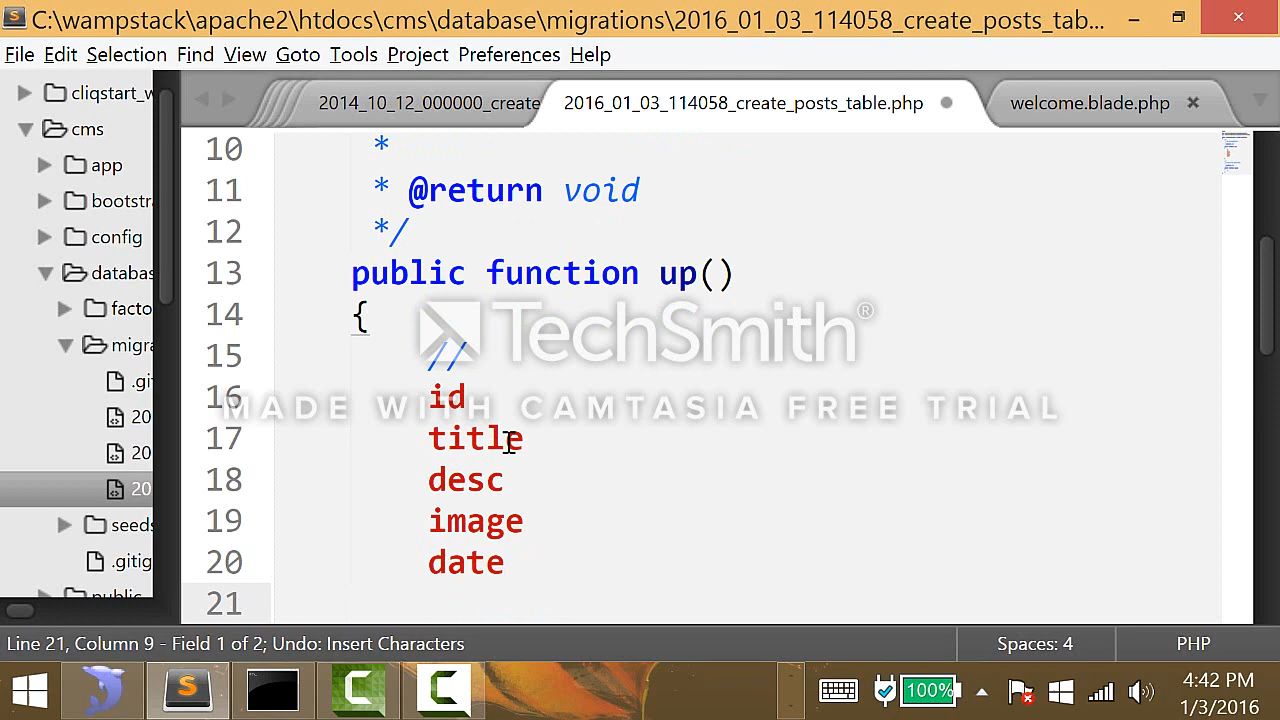 C:\wampstack\apache2\htdocs\cms\database\migrations\2016_01_03_114058_create_posts_tab...
File Edit Selection Find View Goto Tools Project Preferences Help
cliqstart_w
cms
app
bootstra
config
databas
facto
migra
.gi
20
20
20
seeds
.gitig
public
2014_10_12_000000_create
2016_01_03_114058_create_posts_table.php
welcome.blade.php
10 *
11 * @return void
12 */
13 public function up()
14 {
15 //
16 id
17 title
18 desc
19 image
20 date
21
TechSmith®
MADE WITH CAMTASIA FREE TRIAL
Line 21, Column 9 - Field 1 of 2; Undo: Insert Characters
Spaces: 4
PHP
100%
4:42 PM
1/3/2016